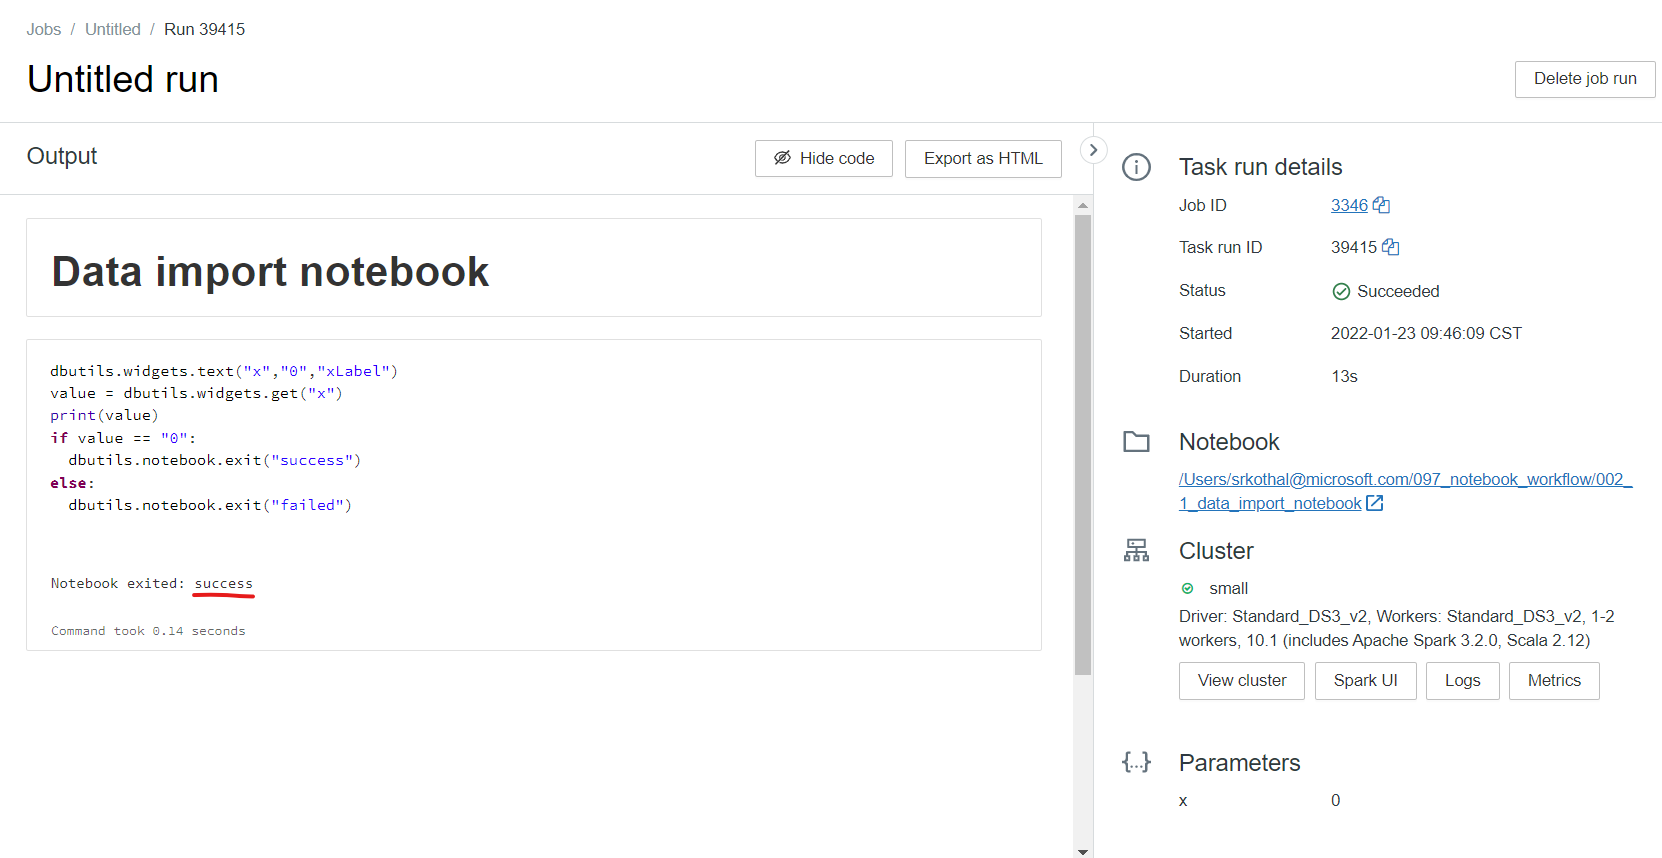 Jobs / Untitled / Run 39415
Untitled run
Delete job run
Output
Hide code
Export as HTML
Data import notebook
dbutils.widgets.text("x","0","xLabel")
value = dbutils.widgets.get("x")
print(value)
if value == "0":
  dbutils.notebook.exit("success")
else:
  dbutils.notebook.exit("failed")
Notebook exited: success
Command took 0.14 seconds
Task run details
Job ID 3346
Task run ID 39415
Status Succeeded
Started 2022-01-23 09:46:09 CST
Duration 13s
Notebook
/Users/srkothal@microsoft.com/097_notebook_workflow/002_
1_data_import_notebook
Cluster
small
Driver: Standard_DS3_v2, Workers: Standard_DS3_v2, 1-2
workers, 10.1 (includes Apache Spark 3.2.0, Scala 2.12)
View cluster
Spark UI
Logs
Metrics
{...} Parameters
x 0